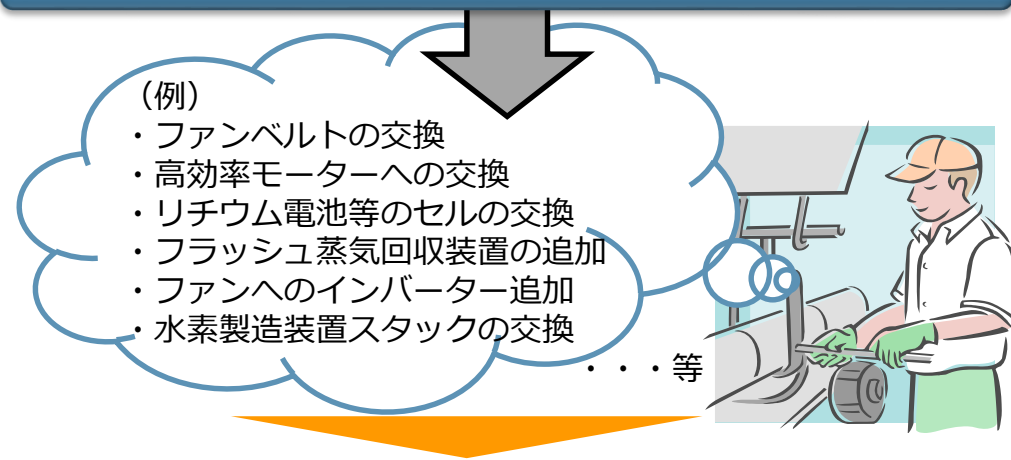 （例）
・ファンベルトの交換
・高効率モーターへの交換
・リチウム電池等のセルの交換
・フラッシュ蒸気回収装置の追加
・ファンへのインバーター追加
・水素製造装置スタックの交換
・・・等